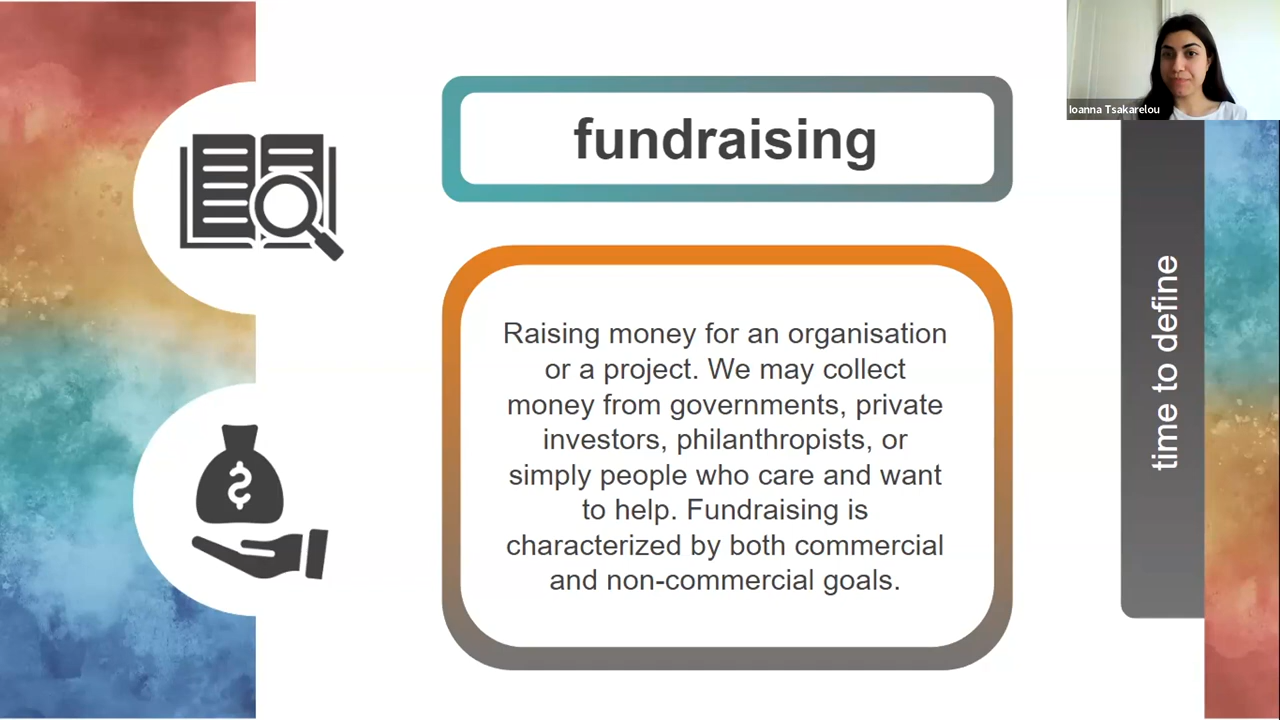 fundraising
Raising money for an organisation
or a project. We may collect
money from governments, private
investors, philanthropists, or
simply people who care and want
to help. Fundraising is
characterized by both commercial
and non-commercial goals.
time to define
Ioanna Tsakarelou